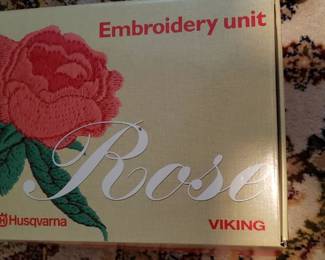 Embroidery unit
Rose
H Husqvarna
VIKING